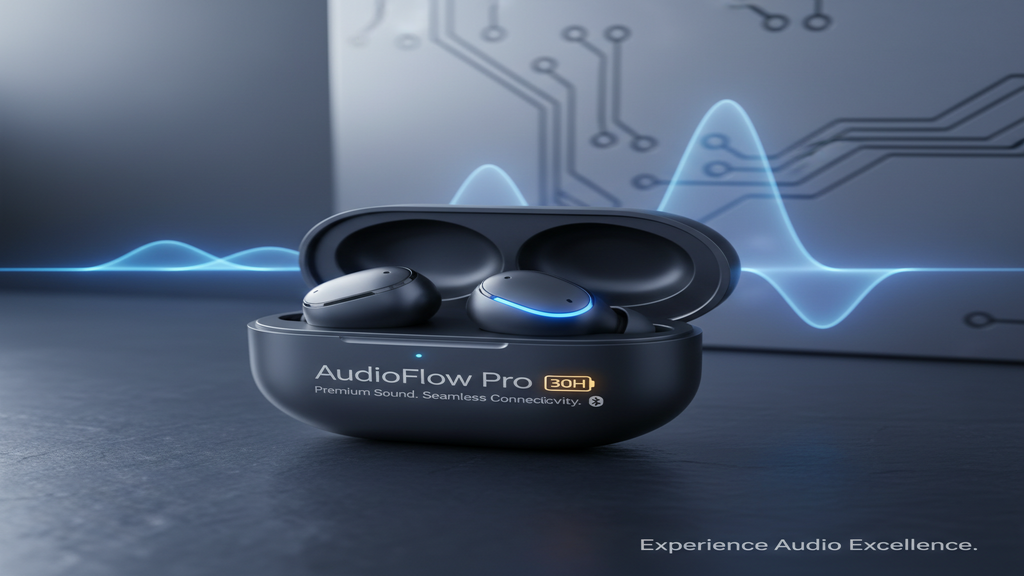 AudioFlow Pro 30H
Premium Sound. Seamless Connecticvity.
Experience Audio Excellence.